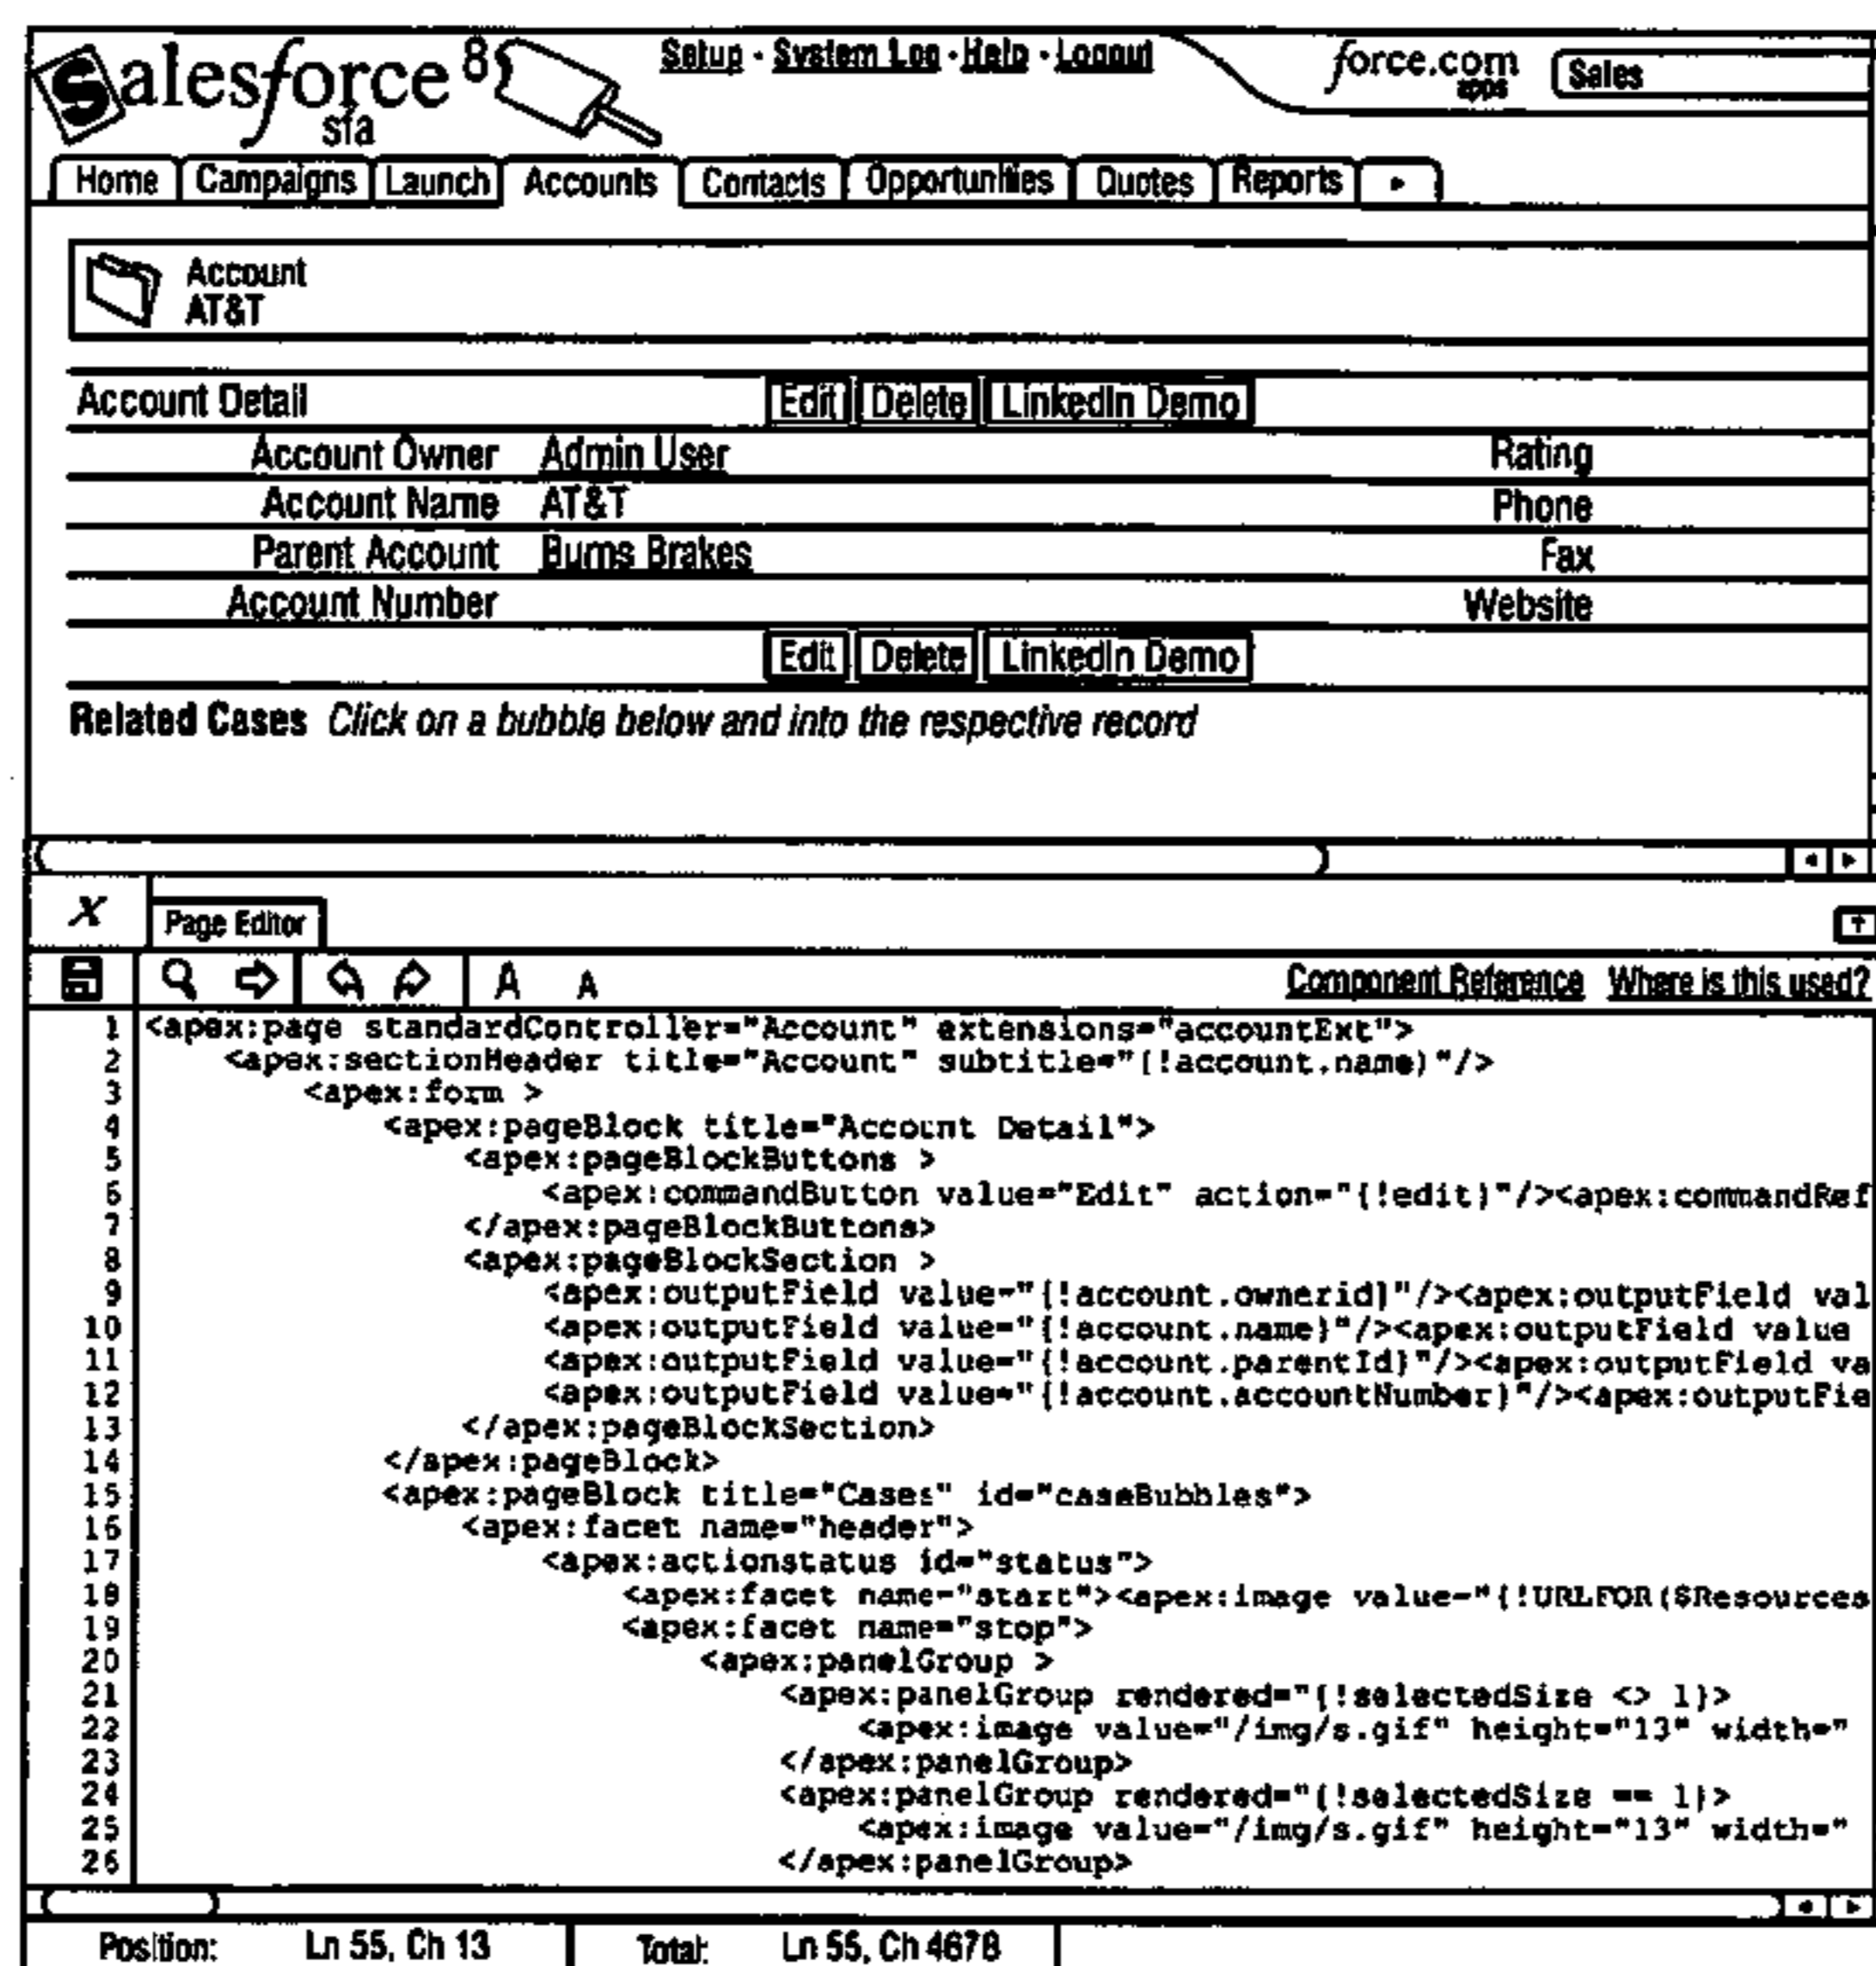 Salesforce 8
sfa
Setup - System Log - Help - Logout
force.com
apps
Sales
Home Campaigns Launch Accounts Contacts Opportunities Quotes Reports
Account
AT&T
Account Detail Edit Delete LinkedIn Demo
Account Owner Admin User Rating
Account Name AT&T Phone
Parent Account Burns Brakes Fax
Account Number Website
Edit Delete LinkedIn Demo
Related Cases Click on a bubble below and into the respective record
X Page Editor
A A Component Reference Where is this used?
1 <apex:page standardController="Account" extensions="accountExt">
2 <apex:sectionHeader title="Account" subtitle="{!account.name}"/>
3 <apex:form >
4 <apex:pageBlock title="Account Detail">
5 <apex:pageBlockButtons >
6 <apex:commandButton value="Edit" action="{!edit}"/><apex:commandRef
7 </apex:pageBlockButtons>
8 <apex:pageBlockSection >
9 <apex:outputField value="{!account.ownerid}"/><apex:outputField val
10 <apex:outputField value="{!account.name}"/><apex:outputField value
11 <apex:outputField value="{!account.parentId}"/><apex:outputField va
12 <apex:outputField value="{!account.accountNumber}"/><apex:outputFie
13 </apex:pageBlockSection>
14 </apex:pageBlock>
15 <apex:pageBlock title="Cases" id="caseBubbles">
16 <apex:facet name="header">
17 <apex:actionstatus id="status">
18 <apex:facet name="start"><apex:image value="{!URLFOR($Resources
19 <apex:facet name="stop">
20 <apex:panelGroup >
21 <apex:panelGroup rendered="{!selectedSize <> 1}>
22 <apex:image value="/img/s.gif" height="13" width="
23 </apex:panelGroup>
24 <apex:panelGroup rendered="{!selectedSize == 1}>
25 <apex:image value="/img/s.gif" height="13" width="
26 </apex:panelGroup>
Position: Ln 55, Ch 13 Total: Ln 55, Ch 4678